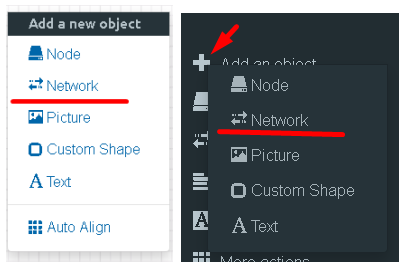 Add a new object
Node
Network
Picture
Custom Shape
Text
Auto Align
Add an object
Node
Network
Picture
Custom Shape
Text
More actions